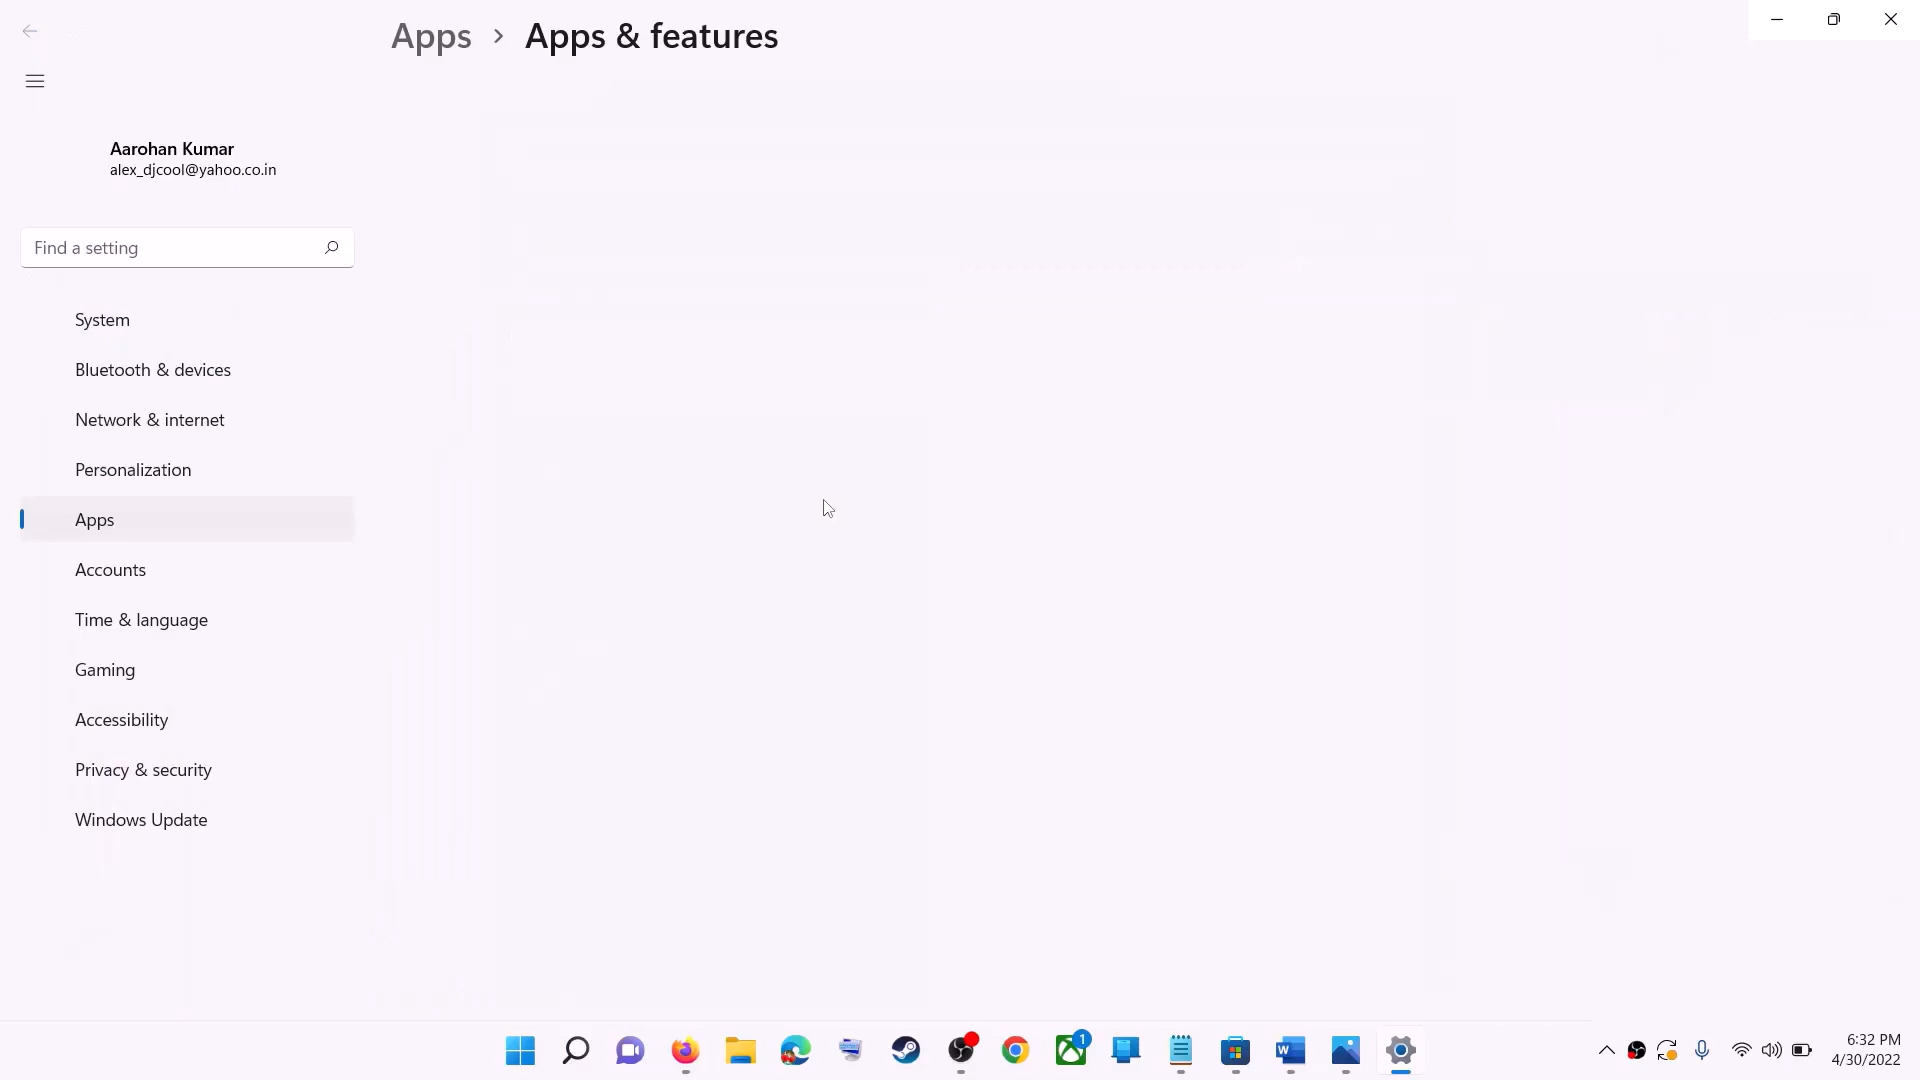 Apps > Apps & features
Aarohan Kumar
alex_djcool@yahoo.co.in
Find a setting
System
Bluetooth & devices
Network & internet
Personalization
Apps
Accounts
Time & language
Gaming
Accessibility
Privacy & security
Windows Update
1
W
6:32 PM
4/30/2022